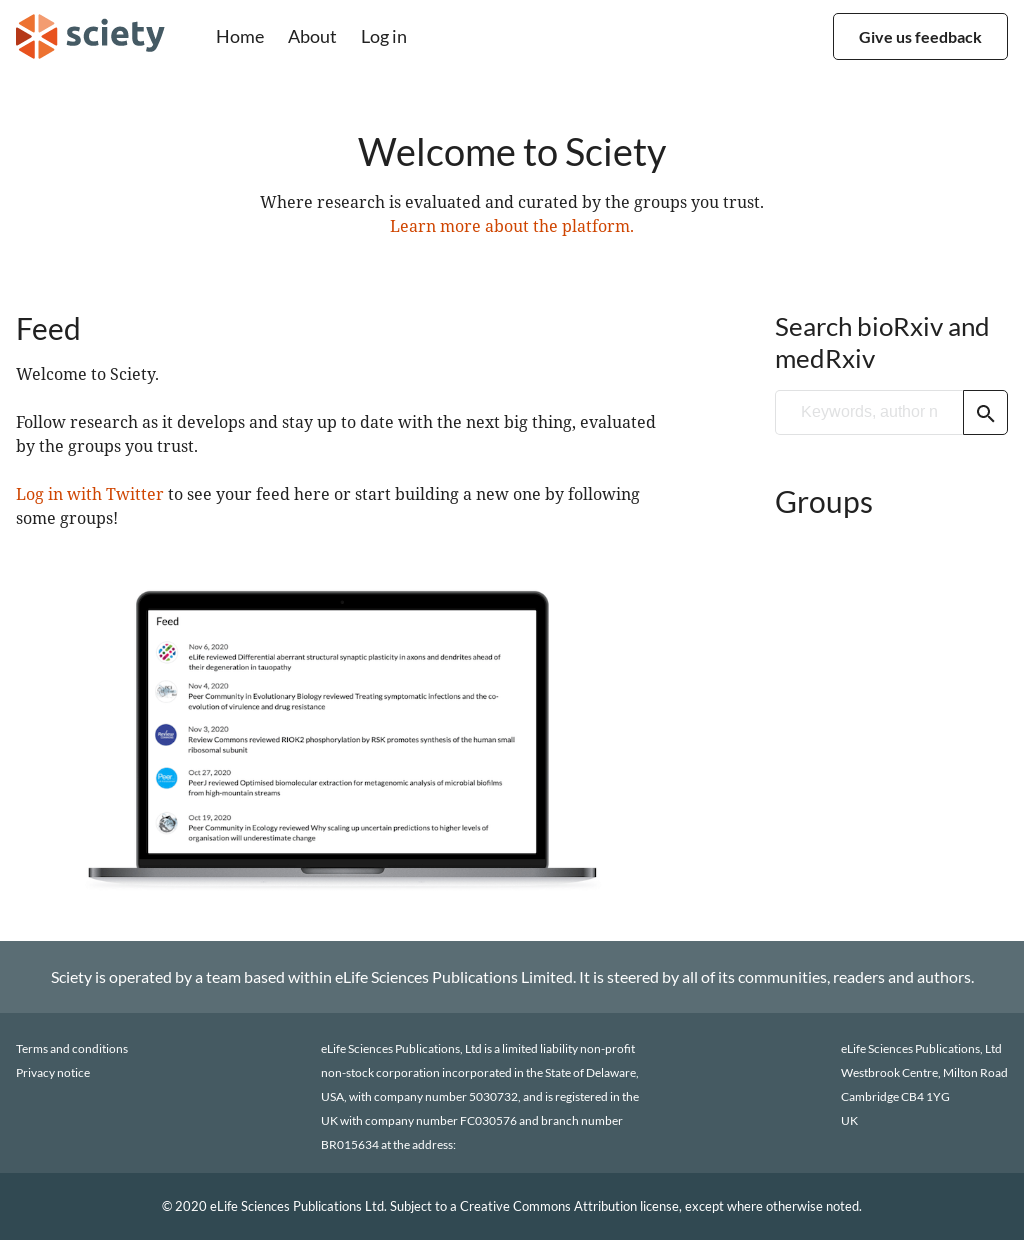 sciety
Home
About
Log in
Give us feedback
Welcome to Sciety
Where research is evaluated and curated by the groups you trust.
Learn more about the platform.
Feed
Welcome to Sciety.
Follow research as it develops and stay up to date with the next big thing, evaluated
by the groups you trust.
Log in with Twitter to see your feed here or start building a new one by following
some groups!
Search bioRxiv and
medRxiv
Keywords, author n
Groups
Feed
Nov 6, 2020
eLife reviewed Differential aberrant structural synaptic plasticity in axons and dendrites ahead of
their degeneration in tauopathy
Nov 4, 2020
Peer Community in Evolutionary Biology reviewed Treating symptomatic infections and the co-
evolution of virulence and drug resistance
Nov 3, 2020
Review Commons reviewed RIOK2 phosphorylation by RSK promotes synthesis of the human small
ribosomal subunit
Oct 27, 2020
PeerJ reviewed Optimised biomolecular extraction for metagenomic analysis of microbial biofilms
from high-mountain streams
Oct 19, 2020
Peer Community in Ecology reviewed Why scaling up uncertain predictions to higher levels of
organisation will underestimate change
Sciety is operated by a team based within eLife Sciences Publications Limited. It is steered by all of its communities, readers and authors.
Terms and conditions
Privacy notice
eLife Sciences Publications, Ltd is a limited liability non-profit
non-stock corporation incorporated in the State of Delaware,
USA, with company number 5030732, and is registered in the
UK with company number FC030576 and branch number
BR015634 at the address:
eLife Sciences Publications, Ltd
Westbrook Centre, Milton Road
Cambridge CB4 1YG
UK
© 2020 eLife Sciences Publications Ltd. Subject to a Creative Commons Attribution license, except where otherwise noted.